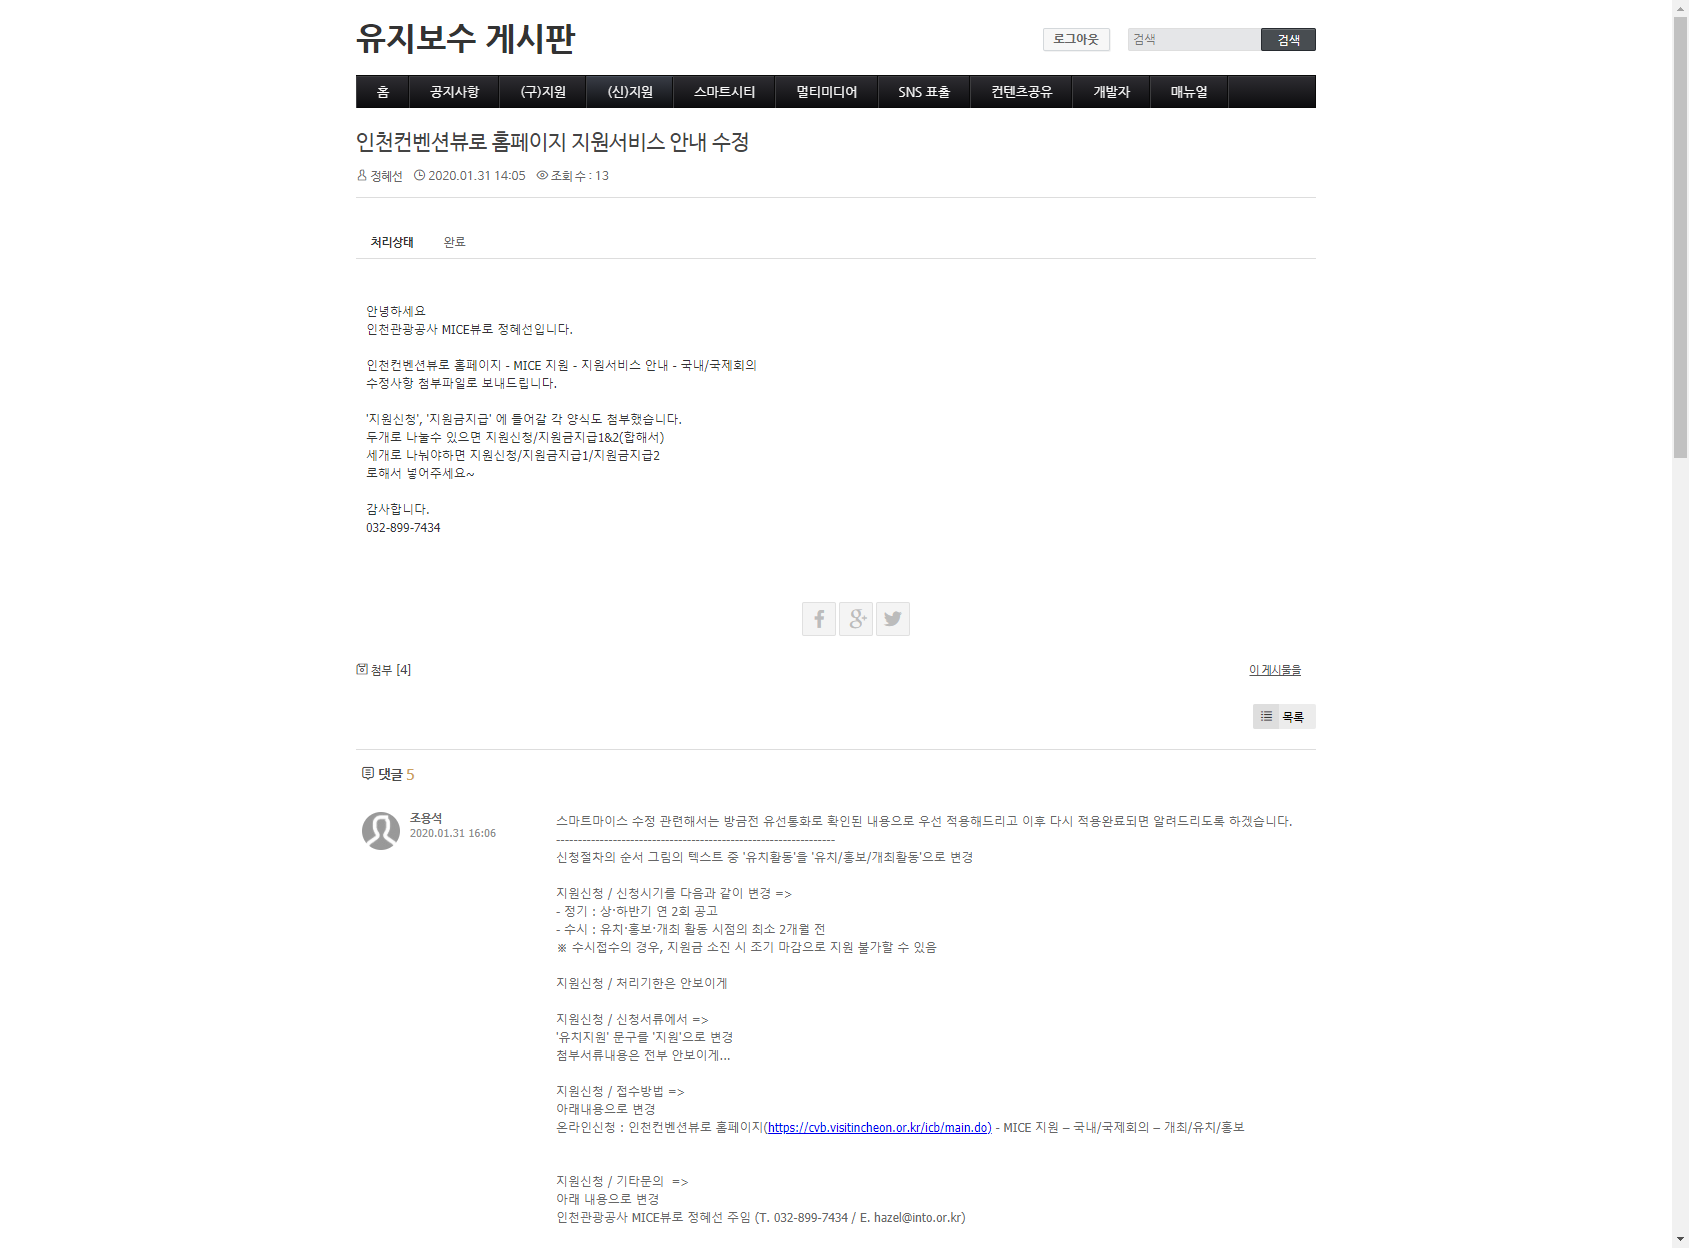 유지보수 게시판
로그아웃
검색
검색
홈 공지사항 (구)지원 (신)지원 스마트시티 멀티미디어 SNS 표출 컨텐츠공유 개발자 매뉴얼
인천컨벤션뷰로 홈페이지 지원서비스 안내 수정
정혜선 2020.01.31 14:05 조회 수 : 13
처리상태 완료
안녕하세요
인천관광공사 MICE뷰로 정혜선입니다.
인천컨벤션뷰로 홈페이지 - MICE 지원 - 지원서비스 안내 - 국내/국제회의
수정사항 첨부파일로 보내드립니다.
'지원신청', '지원금지급' 에 들어갈 각 양식도 첨부했습니다.
두개로 나눌수 있으면 지원신청/지원금지급1&2(합해서)
세개로 나눠야하면 지원신청/지원금지급1/지원금지급2
로해서 넣어주세요~
감사합니다.
032-899-7434
첨부 [4]
이 게시물을
목록
댓글 5
조용석
2020.01.31 16:06
스마트마이스 수정 관련해서는 방금전 유선통화로 확인된 내용으로 우선 적용해드리고 이후 다시 적용완료되면 알려드리도록 하겠습니다.
----------------------------------------------------------------
신청절차의 순서 그림의 텍스트 중 '유치활동'을 '유치/홍보/개최활동'으로 변경
지원신청 / 신청시기를 다음과 같이 변경 =>
- 정기 : 상·하반기 연 2회 공고
- 수시 : 유치·홍보·개최 활동 시점의 최소 2개월 전
※ 수시접수의 경우, 지원금 소진 시 조기 마감으로 지원 불가할 수 있음
지원신청 / 처리기한은 안보이게
지원신청 / 신청서류에서 =>
'유치지원' 문구를 '지원'으로 변경
첨부서류내용은 전부 안보이게...
지원신청 / 접수방법 =>
아래내용으로 변경
온라인신청 : 인천컨벤션뷰로 홈페이지(https://cvb.visitincheon.or.kr/icb/main.do) - MICE 지원 – 국내/국제회의 – 개최/유치/홍보
지원신청 / 기타문의  =>
아래 내용으로 변경
인천관광공사 MICE뷰로 정혜선 주임 (T. 032-899-7434 / E. hazel@into.or.kr)